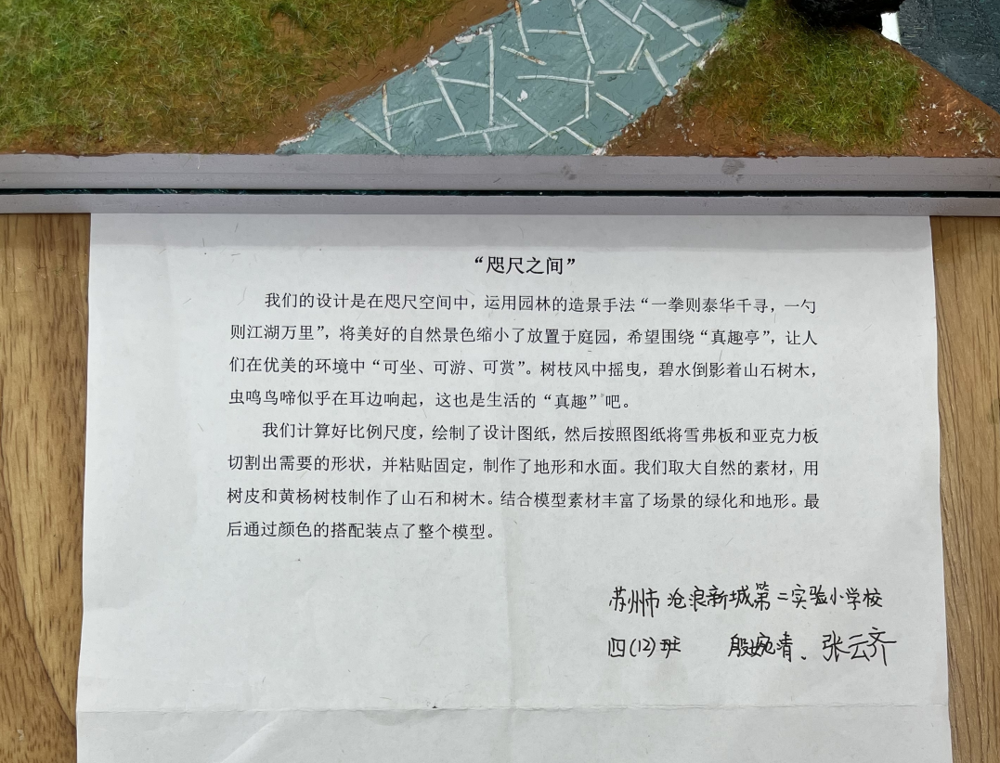 “咫尺之间”
我们的设计是在咫尺空间中，运用园林的造景手法“一拳则泰华千寻，一勺
则江湖万里”，将美好的自然景色缩小了放置于庭园，希望围绕“真趣亭”，让人
们在优美的环境中“可坐、可游、可赏”。树枝风中摇曳，碧水倒影着山石树木，
虫鸣鸟啼似乎在耳边响起，这也是生活的“真趣”吧。
我们计算好比例尺度，绘制了设计图纸，然后按照图纸将雪弗板和亚克力板
切割出需要的形状，并粘贴固定，制作了地形和水面。我们取大自然的素材，用
树皮和黄杨树枝制作了山石和树木。结合模型素材丰富了场景的绿化和地形。最
后通过颜色的搭配装点了整个模型。
苏州市沧浪新城第二实验小学校
四(12)班 殷婉清、张云齐